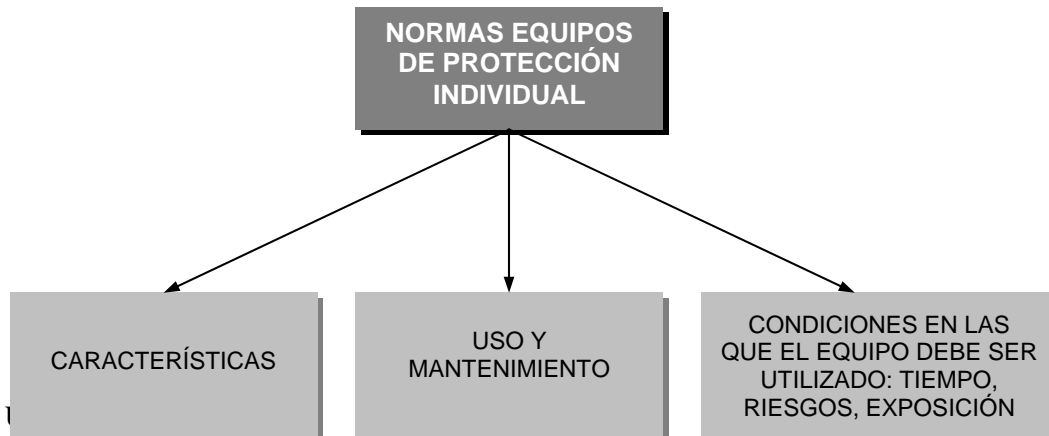 NORMAS EQUIPOS
DE PROTECCIÓN
INDIVIDUAL
CARACTERÍSTICAS
USO Y
MANTENIMIENTO
CONDICIONES EN LAS
QUE EL EQUIPO DEBE SER
UTILIZADO: TIEMPO,
RIESGOS, EXPOSICIÓN